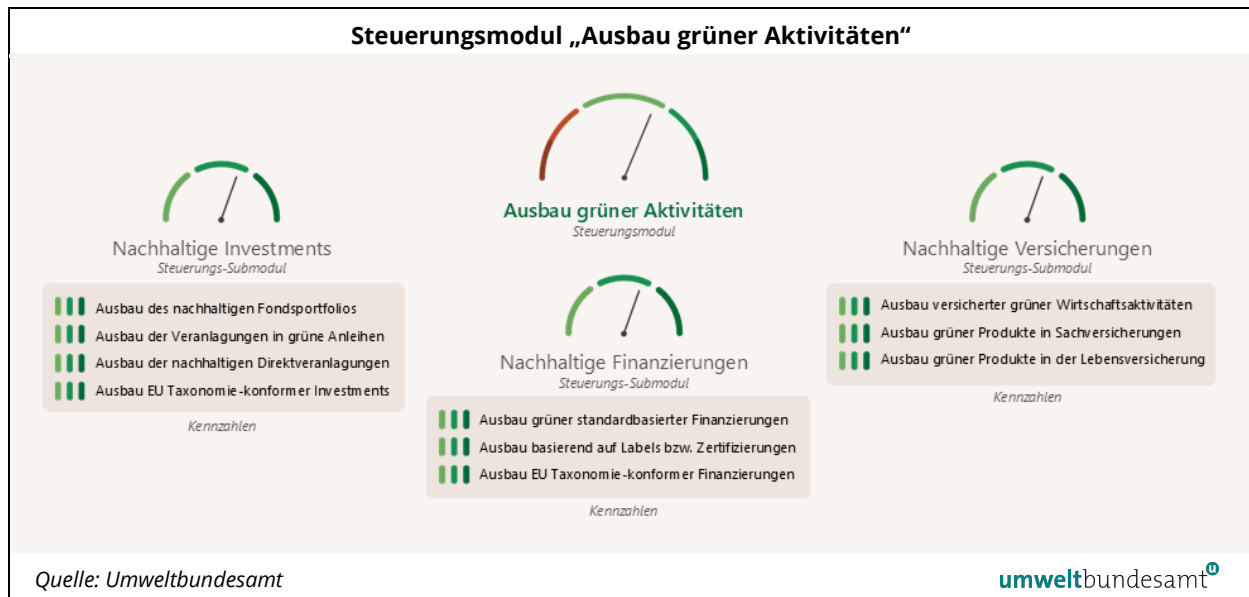 Steuerungsmodul „Ausbau grüner Aktivitäten“
Ausbau grüner Aktivitäten
Steuerungsmodul
Nachhaltige Investments
Steuerungs-Submodul
Ausbau des nachhaltigen Fondsportfolios
Ausbau der Veranlagungen in grüne Anleihen
Ausbau der nachhaltigen Direktveranlagungen
Ausbau EU Taxonomie-konformer Investments
Kennzahlen
Nachhaltige Finanzierungen
Steuerungs-Submodul
Ausbau grüner standardbasierter Finanzierungen
Ausbau basierend auf Labels bzw. Zertifizierungen
Ausbau EU Taxonomie-konformer Finanzierungen
Kennzahlen
Nachhaltige Versicherungen
Steuerungs-Submodul
Ausbau versicherter grüner Wirtschaftsaktivitäten
Ausbau grüner Produkte in Sachversicherungen
Ausbau grüner Produkte in der Lebensversicherung
Kennzahlen
Quelle: Umweltbundesamt
umweltbundesamt u